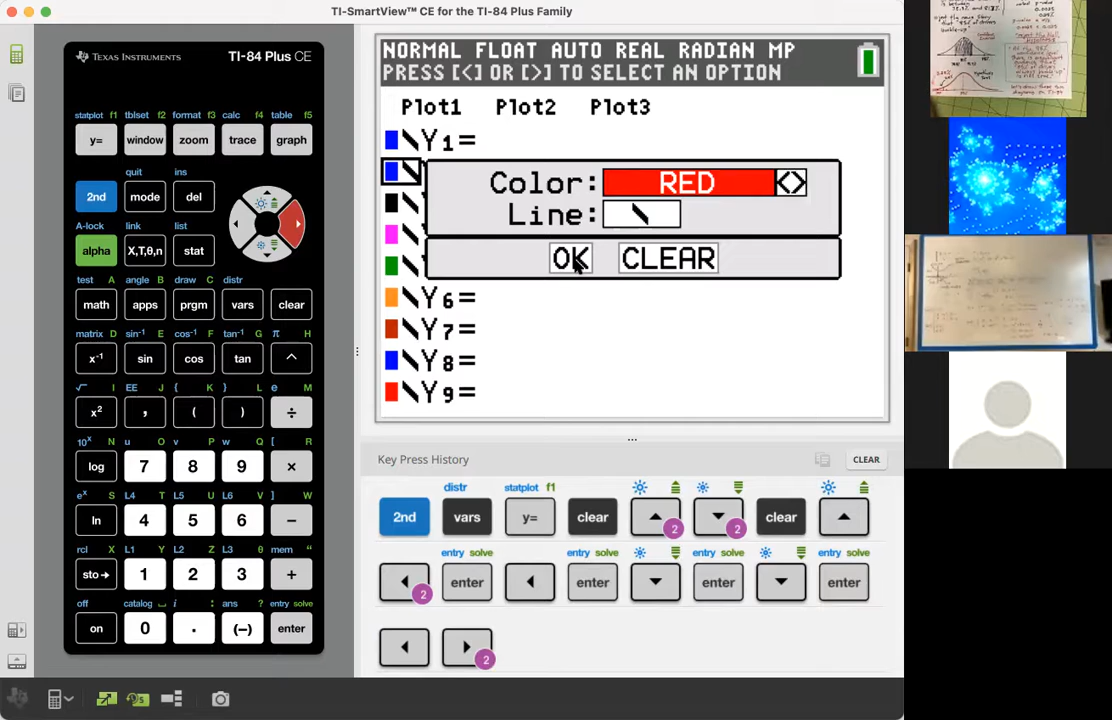 TI-SmartView™ CE for the TI-84 Plus Family
TEXAS INSTRUMENTS TI-84 Plus CE
statplot f1 tblset f2 format f3 calc f4 table f5
y= window zoom trace graph
quit ins
2nd mode del
A-lock link list
alpha X,T,θ,n stat
test A angle B draw C distr
math apps prgm vars clear
matrix D sin⁻¹ E cos⁻¹ F tan⁻¹ G π H
x⁻¹ sin cos tan ^
√ I EE J { K } L e M
x² , ( ) ÷
10ˣ N u O v P w Q [ R
log 7 8 9 ×
eˣ S L4 T L5 U L6 V ] W
ln 4 5 6 −
rcl X L1 Y L2 Z L3 θ mem "
sto→ 1 2 3 +
off catalog i : ans ? entry solve
on 0 . (−) enter
NORMAL FLOAT AUTO REAL RADIAN MP
PRESS [<] OR [>] TO SELECT AN OPTION
Plot1 Plot2 Plot3
\Y1=
Color: RED <>
Line: \
OK CLEAR
\Y6=
\Y7=
\Y8=
\Y9=
Key Press History CLEAR
distr statplot f1
2nd vars y= clear 2 2 clear
entry solve entry solve entry solve entry solve
2 enter enter enter enter
2